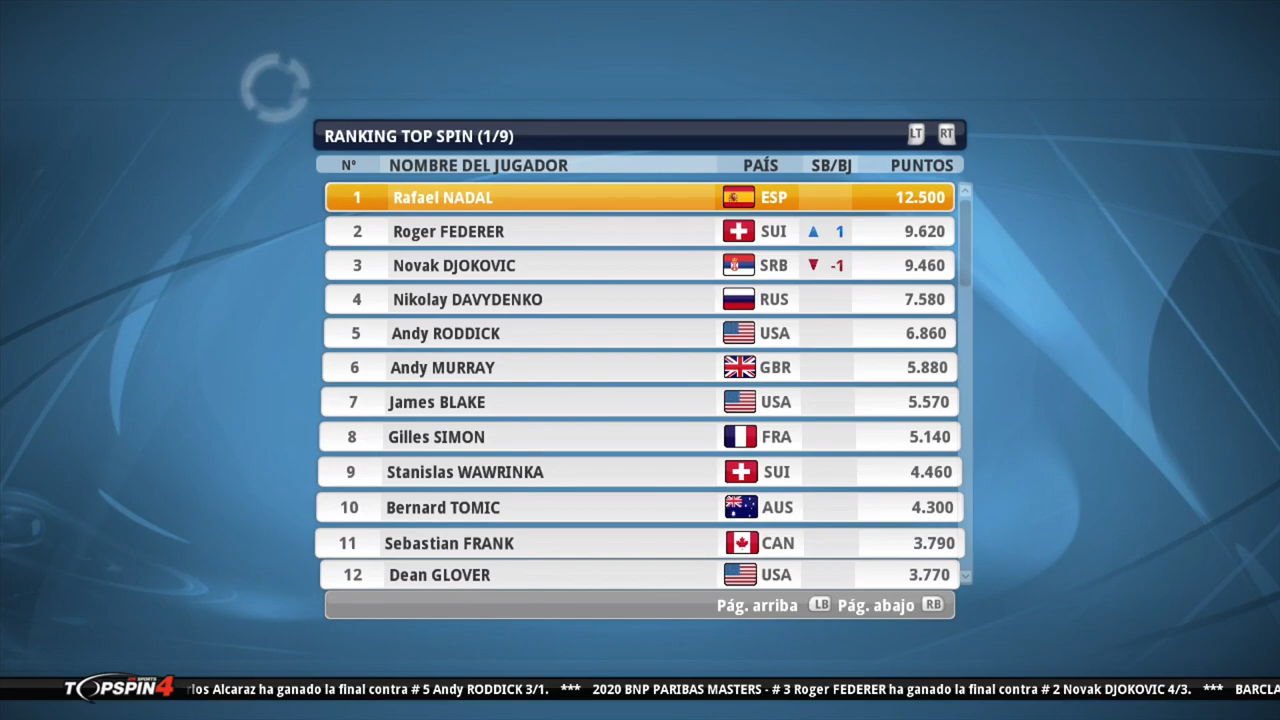 RANKING TOP SPIN (1/9) LT RT
Nº NOMBRE DEL JUGADOR PAÍS SB/BJ PUNTOS
1 Rafael NADAL ESP 12.500
2 Roger FEDERER SUI ▲ 1 9.620
3 Novak DJOKOVIC SRB ▼ -1 9.460
4 Nikolay DAVYDENKO RUS 7.580
5 Andy RODDICK USA 6.860
6 Andy MURRAY GBR 5.880
7 James BLAKE USA 5.570
8 Gilles SIMON FRA 5.140
9 Stanislas WAWRINKA SUI 4.460
10 Bernard TOMIC AUS 4.300
11 Sebastian FRANK CAN 3.790
12 Dean GLOVER USA 3.770
Pág. arriba LB Pág. abajo RB
TOPSPIN 4 los Alcaraz ha ganado la final contra # 5 Andy RODDICK 3/1. *** 2020 BNP PARIBAS MASTERS - # 3 Roger FEDERER ha ganado la final contra # 2 Novak DJOKOVIC 4/3. *** BARCLA